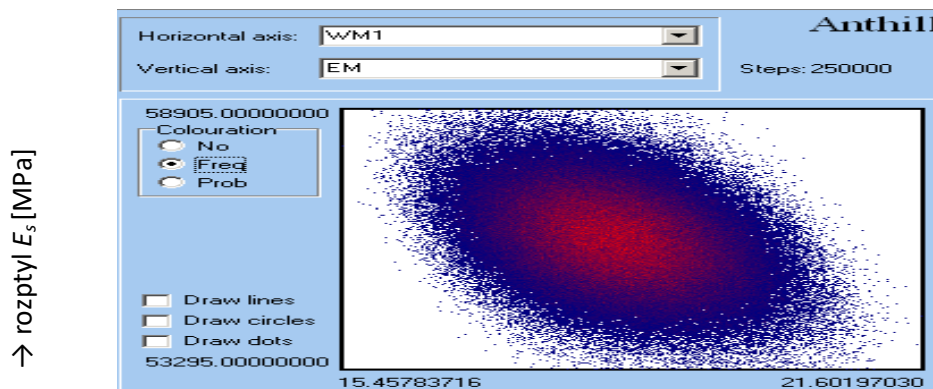 Anthill
Horizontal axis: WM1
Vertical axis: EM
Steps: 250000
58905.00000000
Colouration
No
Freq
Prob
Draw lines
Draw circles
Draw dots
53295.00000000
15.45783716 21.60197030
→ rozptyl Es [MPa]